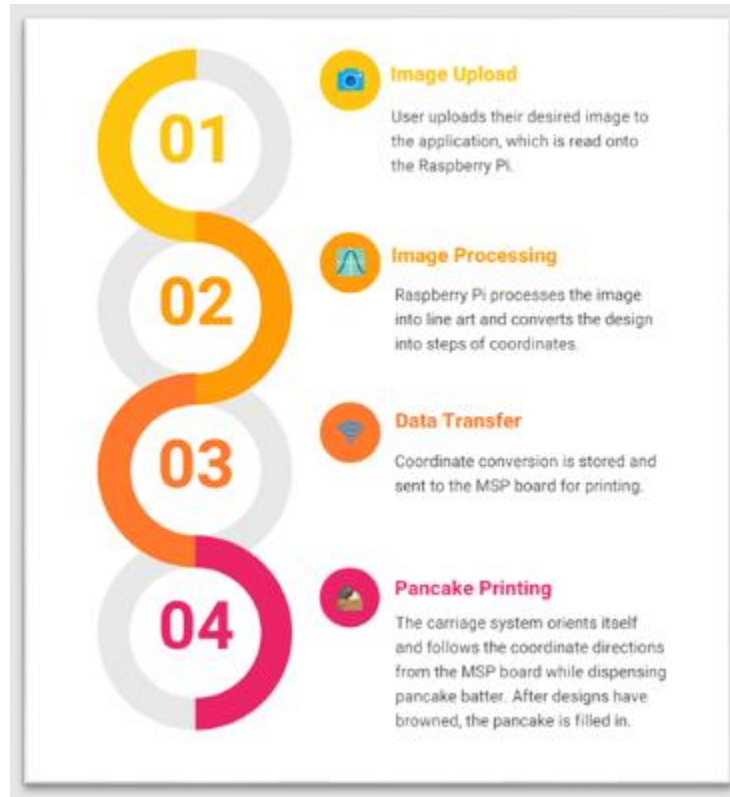 01
Image Upload
User uploads their desired image to
the application, which is read onto
the Raspberry Pi.
02
Image Processing
Raspberry Pi processes the image
into line art and converts the design
into steps of coordinates.
03
Data Transfer
Coordinate conversion is stored and
sent to the MSP board for printing.
04
Pancake Printing
The carriage system orients itself
and follows the coordinate directions
from the MSP board while dispensing
pancake batter. After designs have
browned, the pancake is filled in.